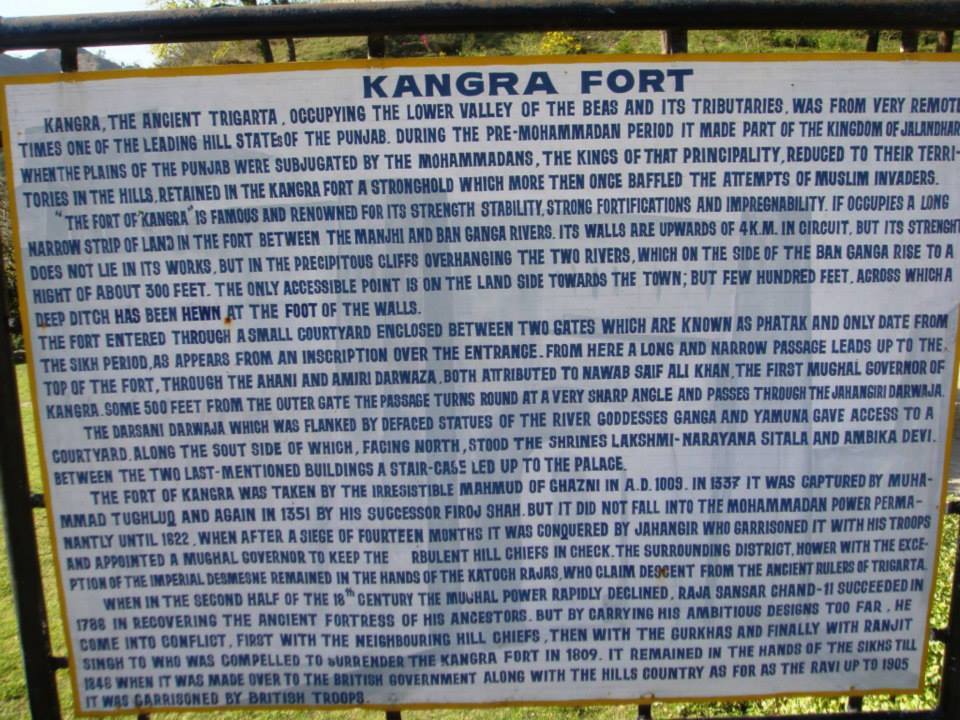 KANGRA FORT
KANGRA, THE ANCIENT TRIGARTA, OCCUPYING THE LOWER VALLEY OF THE BEAS AND ITS TRIBUTARIES, WAS FROM VERY REMOTE
TIMES ONE OF THE LEADING HILL STATEsOF THE PUNJAB. DURING THE PRE-MOHAMMADAN PERIOD IT MADE PART OF THE KINGDOM OF JALANDHAR
WHEN THE PLAINS OF THE PUNJAB WERE SUBJUGATED BY THE MOHAMMADANS, THE KINGS OF THAT PRINCIPALITY, REDUCED TO THEIR TERRI-
TORIES IN THE HILLS, RETAINED IN THE KANGRA FORT A STRONGHOLD WHICH MORE THEN ONCE BAFFLED THE ATTEMPTS OF MUSLIM INVADERS.
"THE FORT OF "KANGRA" IS FAMOUS AND RENOWNED FOR ITS STRENGTH STABILITY, STRONG FORTIFICATIONS AND IMPREGNABILITY. IF OCCUPIES A LONG
NARROW STRIP OF LAND IN THE FORT BETWEEN THE MANJHI AND BAN GANGA RIVERS. ITS WALLS ARE UPWARDS OF 4 K.M. IN CIRCUIT, BUT ITS STRENGHT
DOES NOT LIE IN ITS WORKS, BUT IN THE PRECIPITOUS CLIFFS OVERHANGING THE TWO RIVERS, WHICH ON THE SIDE OF THE BAN GANGA RISE TO A
HIGHT OF ABOUT 300 FEET. THE ONLY ACCESSIBLE POINT IS ON THE LAND SIDE TOWARDS THE TOWN; BUT FEW HUNDRED FEET. ACROSS WHICH A
DEEP DITCH HAS BEEN HEWN AT THE FOOT OF THE WALLS.
THE FORT ENTERED THROUGH A SMALL COURTYARD ENCLOSED BETWEEN TWO GATES WHICH ARE KNOWN AS PHATAK AND ONLY DATE FROM
THE SIKH PERIOD, AS APPEARS FROM AN INSCRIPTION OVER THE ENTRANCE. FROM HERE A LONG AND NARROW PASSAGE LEADS UP TO THE
TOP OF THE FORT, THROUGH THE AHANI AND AMIRI DARWAZA, BOTH ATTRIBUTED TO NAWAB SAIF ALI KHAN, THE FIRST MUGHAL GOVERNOR OF
KANGRA. SOME 500 FEET FROM THE OUTER GATE THE PASSAGE TURNS ROUND AT A VERY SHARP ANGLE AND PASSES THROUGH THE JAHANGIRI DARWAJA.
THE DARSANI DARWAJA WHICH WAS FLANKED BY DEFACED STATUES OF THE RIVER GODDESSES GANGA AND YAMUNA GAVE ACCESS TO A
COURTYARD, ALONG THE SOUT SIDE OF WHICH, FACING NORTH, STOOD THE SHRINES LAKSHMI-NARAYANA SITALA AND AMBIKA DEVI.
BETWEEN THE TWO LAST-MENTIONED BUILDINGS A STAIR-CASE LED UP TO THE PALACE.
THE FORT OF KANGRA WAS TAKEN BY THE IRRESISTIBLE MAHMUD OF GHAZNI IN A.D. 1009. IN 1337 IT WAS CAPTURED BY MUHA-
MMAD TUGHLUQ AND AGAIN IN 1351 BY HIS SUCCESSOR FIROJ SHAH. BUT IT DID NOT FALL INTO THE MOHAMMADAN POWER PERMA-
NANTLY UNTIL 1622, WHEN AFTER A SIEGE OF FOURTEEN MONTHS IT WAS CONQUERED BY JAHANGIR WHO GARRISONED IT WITH HIS TROOPS
AND APPOINTED A MUGHAL GOVERNOR TO KEEP THE RBULENT HILL CHIEFS IN CHECK. THE SURROUNDING DISTRICT, HOWER WITH THE EXCE-
PTION OF THE IMPERIAL DESMESNE REMAINED IN THE HANDS OF THE KATOCH RAJAS, WHO CLAIM DESCENT FROM THE ANCIENT RULERS OF TRIGARTA.
WHEN IN THE SECOND HALF OF THE 18th CENTURY THE MUGHAL POWER RAPIDLY DECLINED, RAJA SANSAR CHAND-11 SUCCEEDED IN
1786 IN RECOVERING THE ANCIENT FORTRESS OF HIS ANCESTORS. BUT BY CARRYING HIS AMBITIOUS DESIGNS TOO FAR, HE
COME INTO CONFLICT, FIRST WITH THE NEIGHBOURING HILL CHIEFS, THEN WITH THE GURKHAS AND FINALLY WITH RANJIT
SINGH TO WHO WAS COMPELLED TO SURRENDER THE KANGRA FORT IN 1809. IT REMAINED IN THE HANDS OF THE SIKHS TILL
1846 WHEN IT WAS MADE OVER TO THE BRITISH GOVERNMENT ALONG WITH THE HILLS COUNTRY AS FOR AS THE RAVI UP TO 1905
IT WAS GARRISONED BY BRITISH TROOPS.